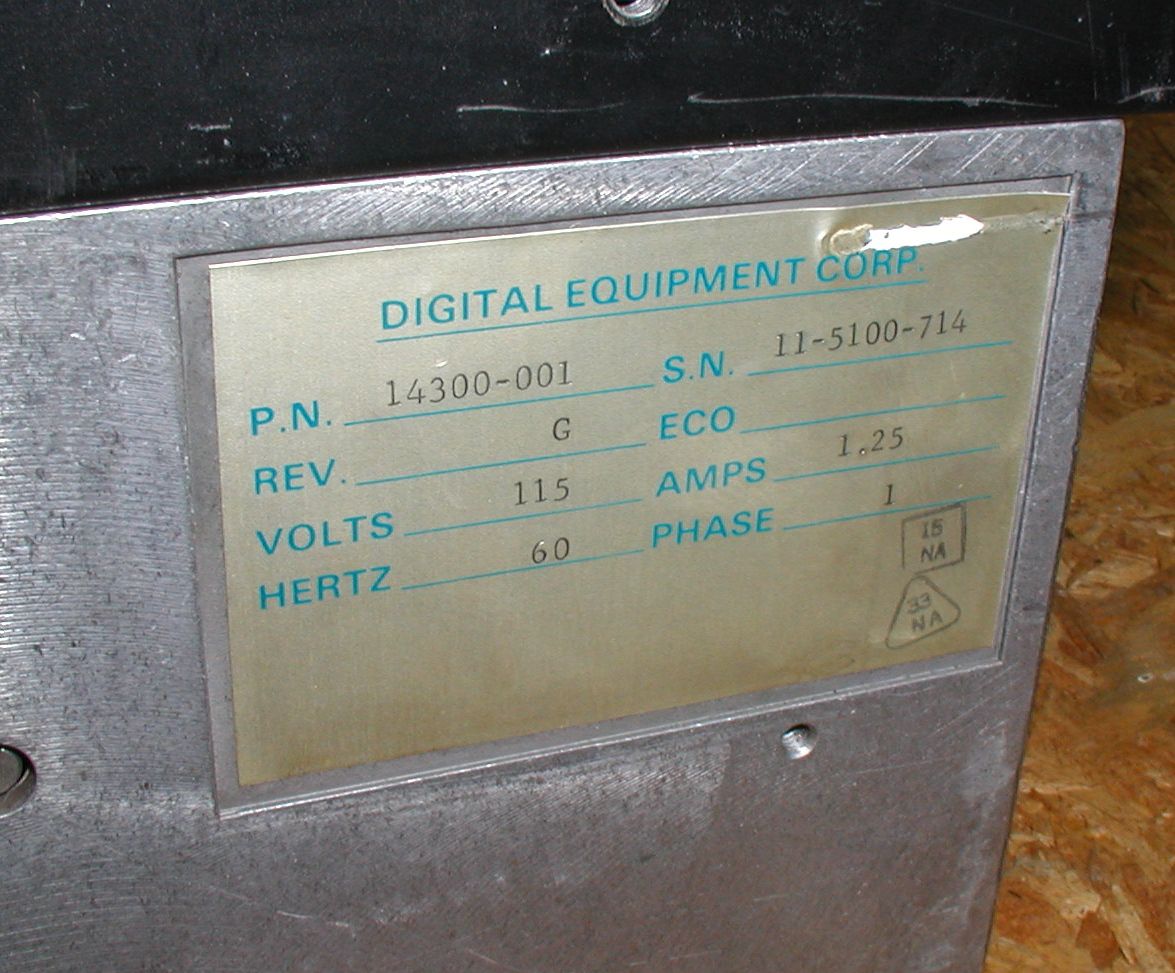 DIGITAL EQUIPMENT CORP.
P.N. 14300-001 S.N. 11-5100-714
REV. G ECO
VOLTS 115 AMPS 1.25
HERTZ 60 PHASE 1
15
NA
33
NA